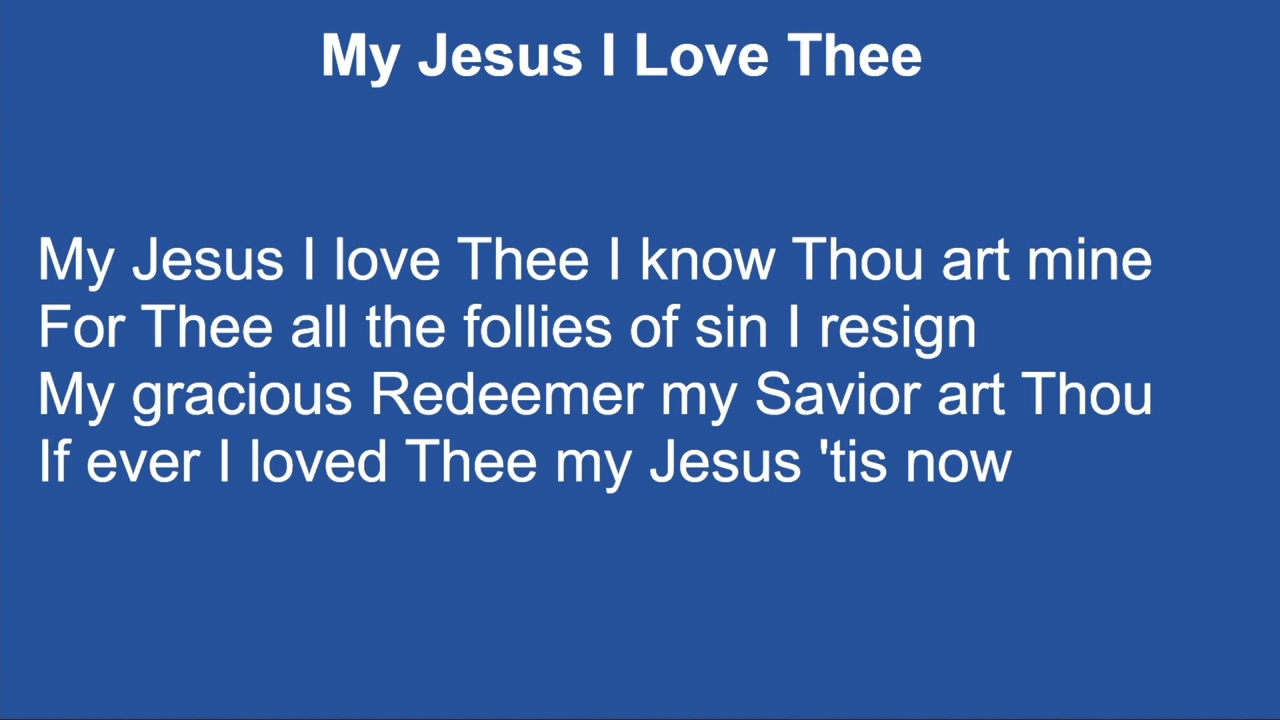 My Jesus I Love Thee
My Jesus I love Thee I know Thou art mine
For Thee all the follies of sin I resign
My gracious Redeemer my Savior art Thou
If ever I loved Thee my Jesus 'tis now